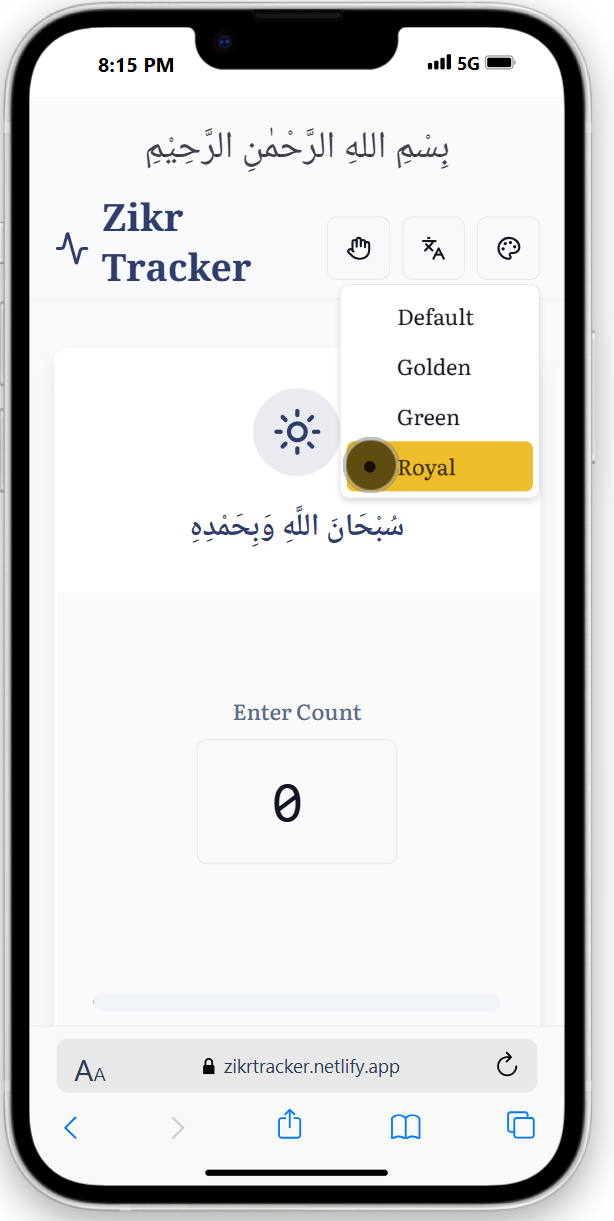 8:15 PM 5G
بِسْمِ اللهِ الرَّحْمٰنِ الرَّحِيْمِ
Zikr
Tracker
Default
Golden
Green
Royal
سُبْحَانَ اللَّهِ وَبِحَمْدِهِ
Enter Count
0
AA zikrtracker.netlify.app